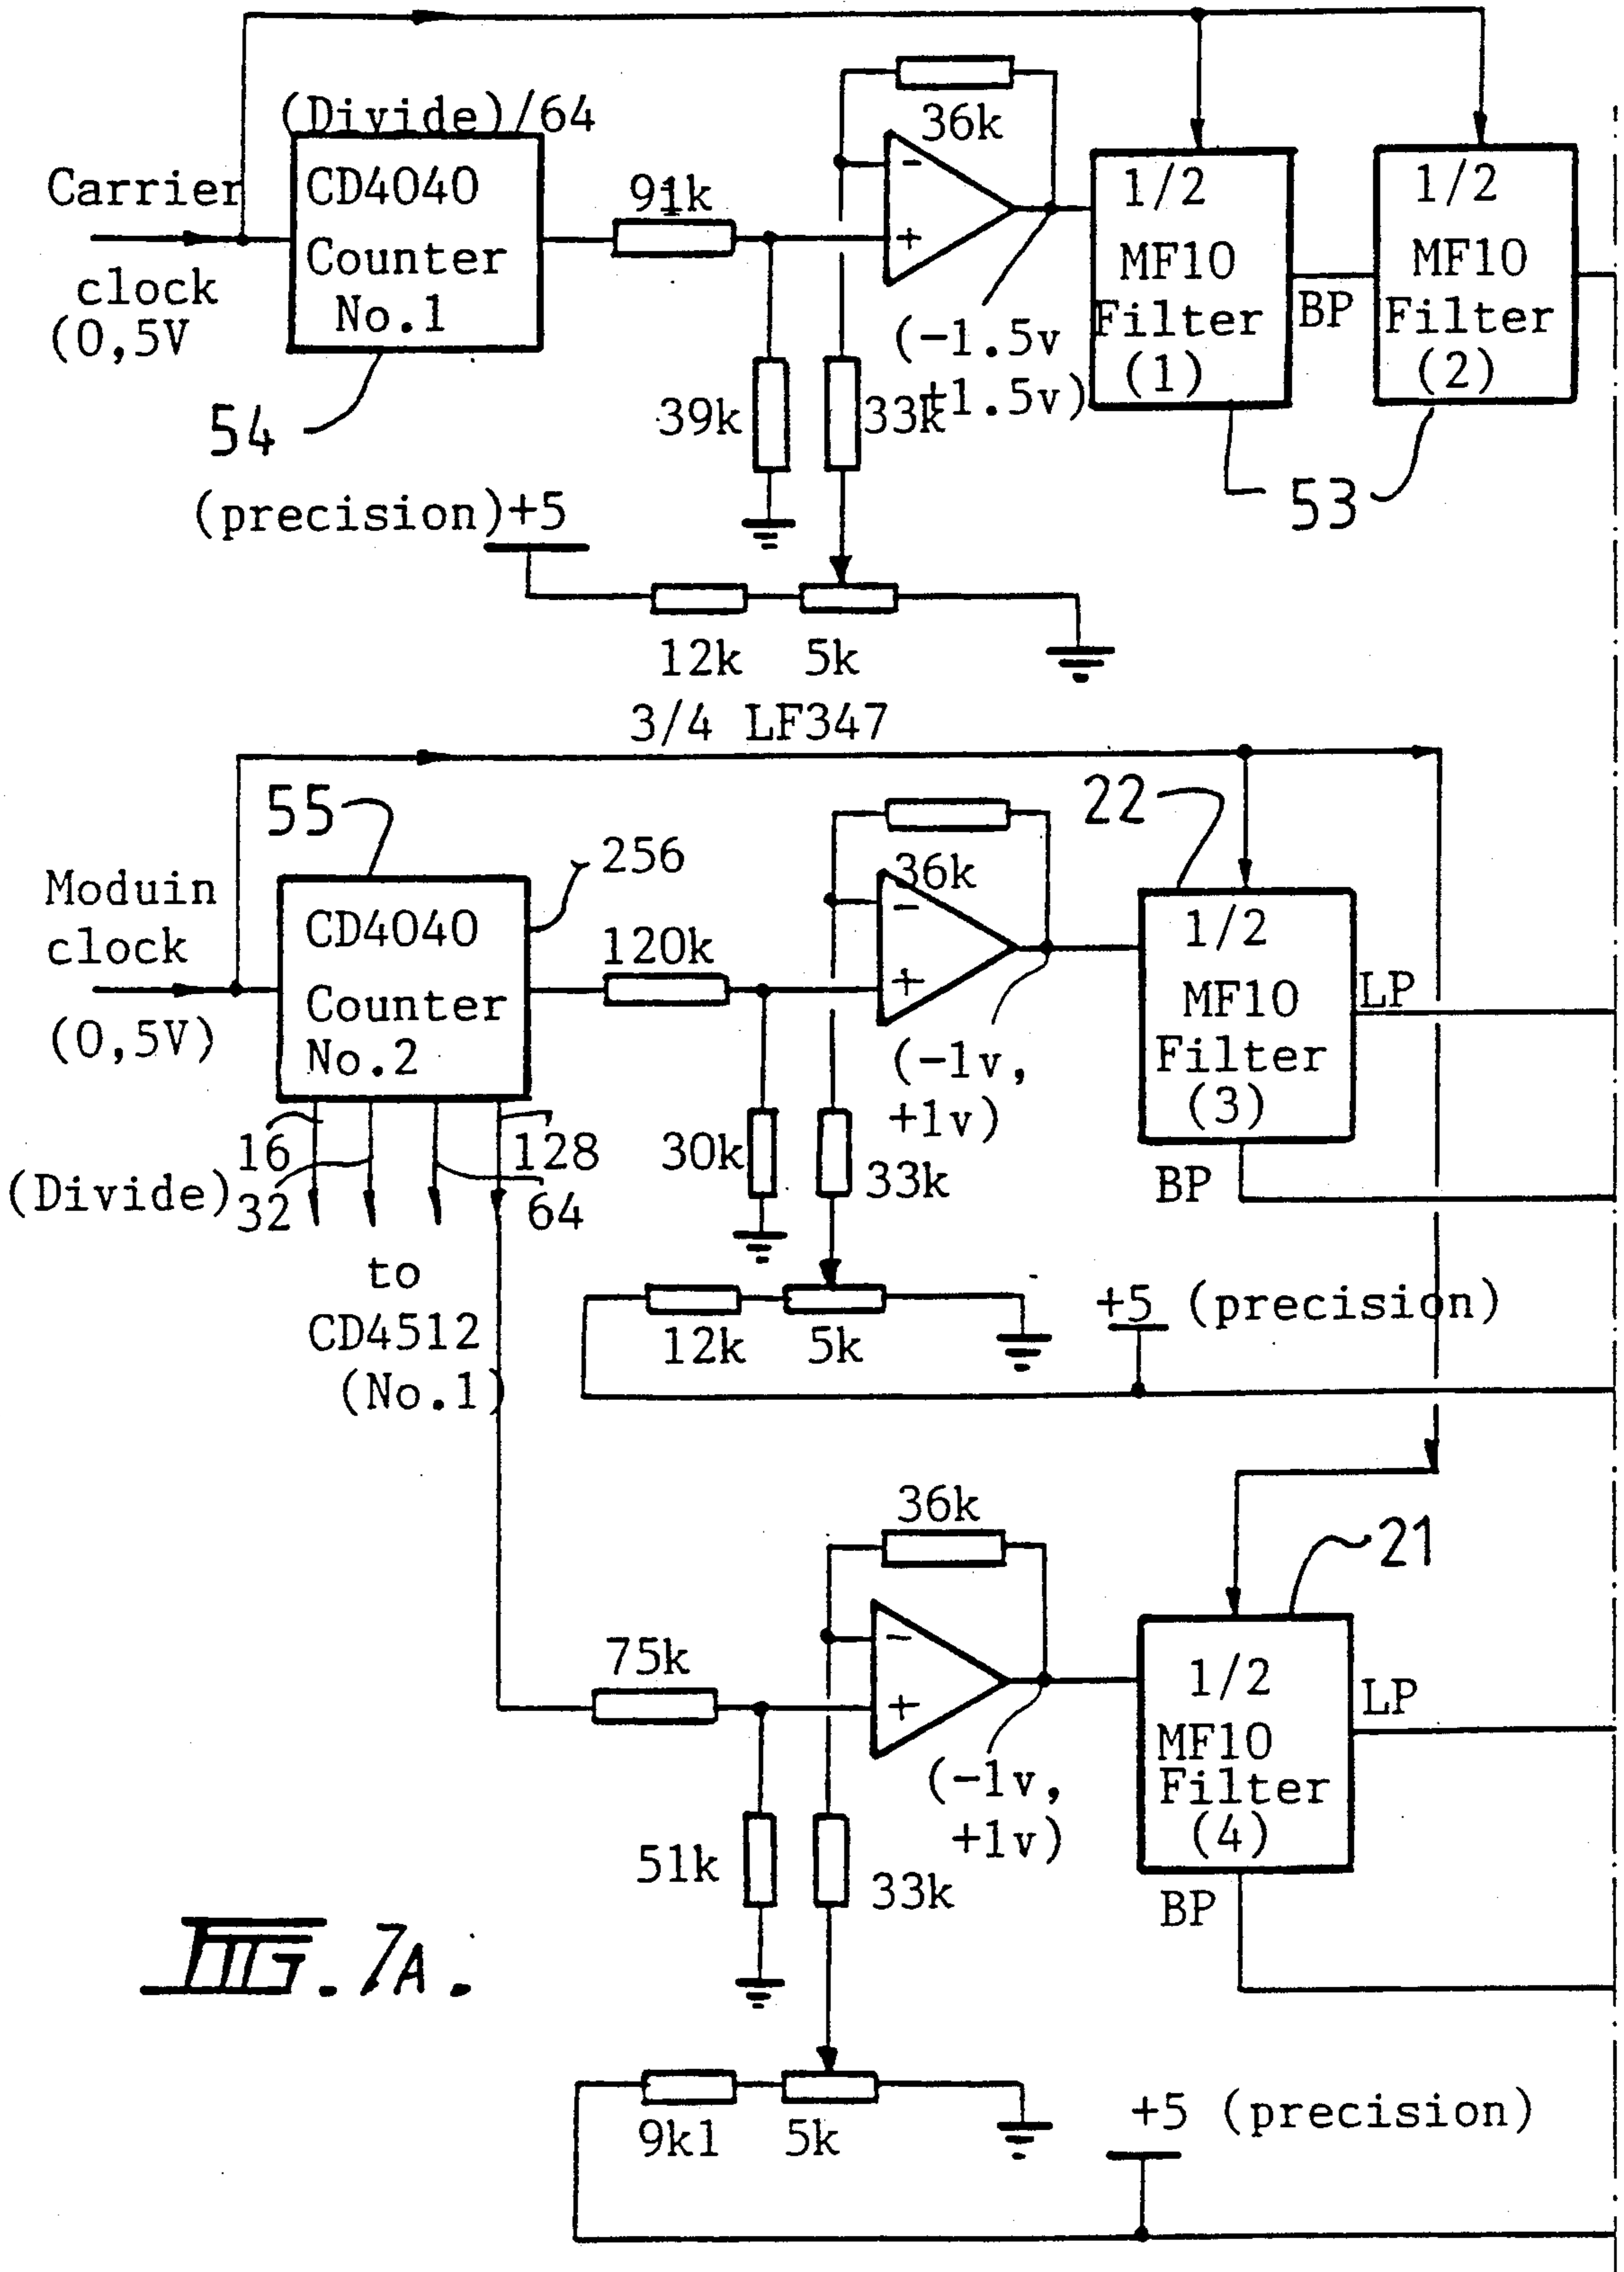 (Divide)/64
Carrier
clock
(0,5V
CD4040
Counter
No.1
54
91k
39k
36k
-
+
33k
(-1.5v
+1.5v)
1/2
MF10
Filter
(1)
BP
1/2
MF10
Filter
(2)
53
(precision)+5
12k
5k
3/4 LF347
55
256
Moduin
clock
(0,5V)
CD4040
Counter
No.2
120k
36k
-
+
22
1/2
MF10
Filter
(3)
LP
BP
(-1v,
+1v)
30k
33k
16
128
(Divide)
32
64
to
CD4512
(No.1)
12k
5k
+5 (precision)
36k
21
75k
-
+
1/2
MF10
Filter
(4)
LP
BP
(-1v,
+1v)
51k
33k
FIG. 7A.
9k1
5k
+5 (precision)